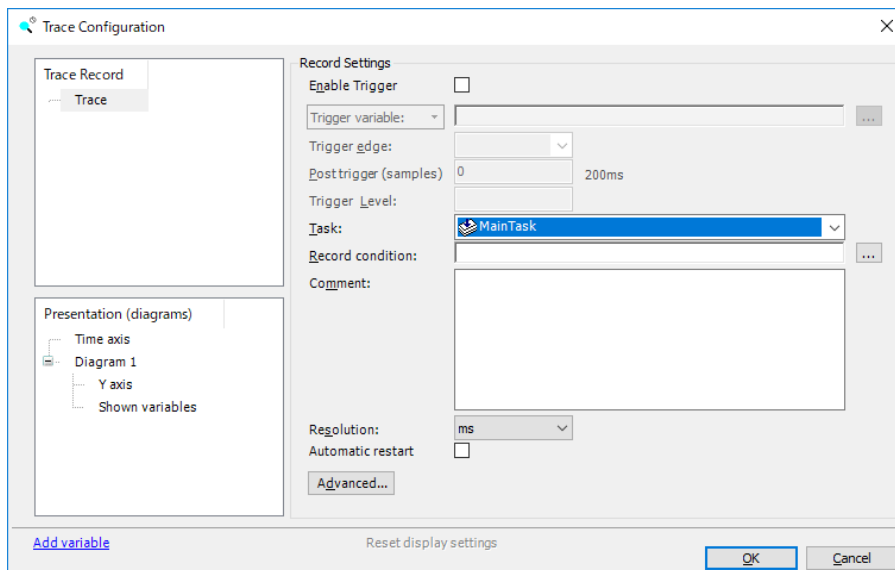 Trace Configuration
Trace Record
Trace
Record Settings
Enable Trigger
Trigger variable:
...
Trigger edge:
Post trigger (samples) 0 200ms
Trigger Level:
Task: MainTask
Record condition: ...
Comment:
Presentation (diagrams)
Time axis
Diagram 1
Y axis
Shown variables
Resolution: ms
Automatic restart
Advanced...
Add variable
Reset display settings
OK
Cancel